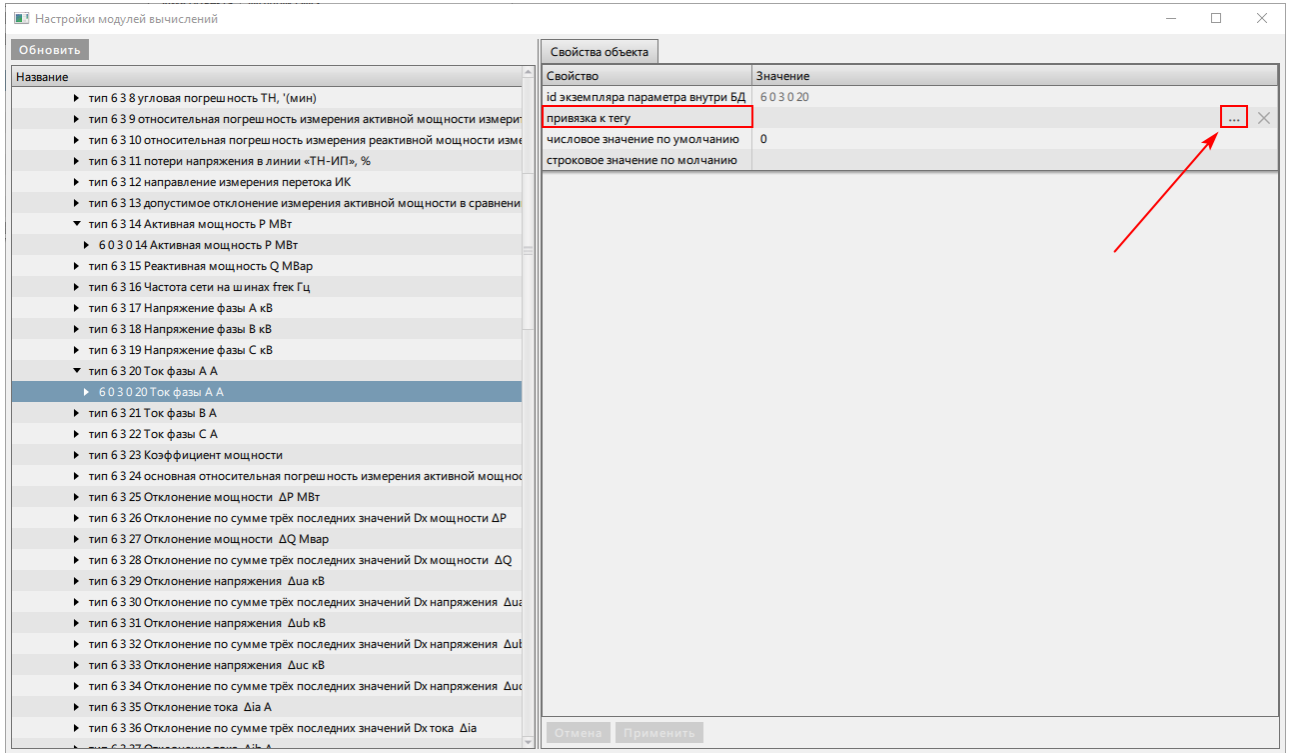 Настройки модулей вычислений
Обновить
Название
тип 6 3 8 угловая погрешность ТН, '(мин)
тип 6 3 9 относительная погрешность измерения активной мощности измерит
тип 6 3 10 относительная погрешность измерения реактивной мощности изме
тип 6 3 11 потери напряжения в линии «ТН-ИП», %
тип 6 3 12 направление измерения перетока ИК
тип 6 3 13 допустимое отклонение измерения активной мощности в сравнени
тип 6 3 14 Активная мощность P МВт
6 0 3 0 14 Активная мощность P МВт
тип 6 3 15 Реактивная мощность Q МВар
тип 6 3 16 Частота сети на шинах fтек Гц
тип 6 3 17 Напряжение фазы A кВ
тип 6 3 18 Напряжение фазы B кВ
тип 6 3 19 Напряжение фазы C кВ
тип 6 3 20 Ток фазы A А
6 0 3 0 20 Ток фазы A А
тип 6 3 21 Ток фазы B А
тип 6 3 22 Ток фазы C А
тип 6 3 23 Коэффициент мощности
тип 6 3 24 основная относительная погрешность измерения активной мощнос
тип 6 3 25 Отклонение мощности ΔP МВт
тип 6 3 26 Отклонение по сумме трёх последних значений Dx мощности ΔP
тип 6 3 27 Отклонение мощности ΔQ Мвар
тип 6 3 28 Отклонение по сумме трёх последних значений Dx мощности ΔQ
тип 6 3 29 Отклонение напряжения Δua кВ
тип 6 3 30 Отклонение по сумме трёх последних значений Dx напряжения Δua
тип 6 3 31 Отклонение напряжения Δub кВ
тип 6 3 32 Отклонение по сумме трёх последних значений Dx напряжения Δub
тип 6 3 33 Отклонение напряжения Δuc кВ
тип 6 3 34 Отклонение по сумме трёх последних значений Dx напряжения Δuc
тип 6 3 35 Отклонение тока Δia А
тип 6 3 36 Отклонение по сумме трёх последних значений Dx тока Δia
тип 6 3 37 Отклонение тока Δib А
Свойства объекта
Свойство Значение
id экземпляра параметра внутри БД 6 0 3 0 20
привязка к тегу ...
числовое значение по умолчанию 0
строковое значение по молчанию
Отмена Применить